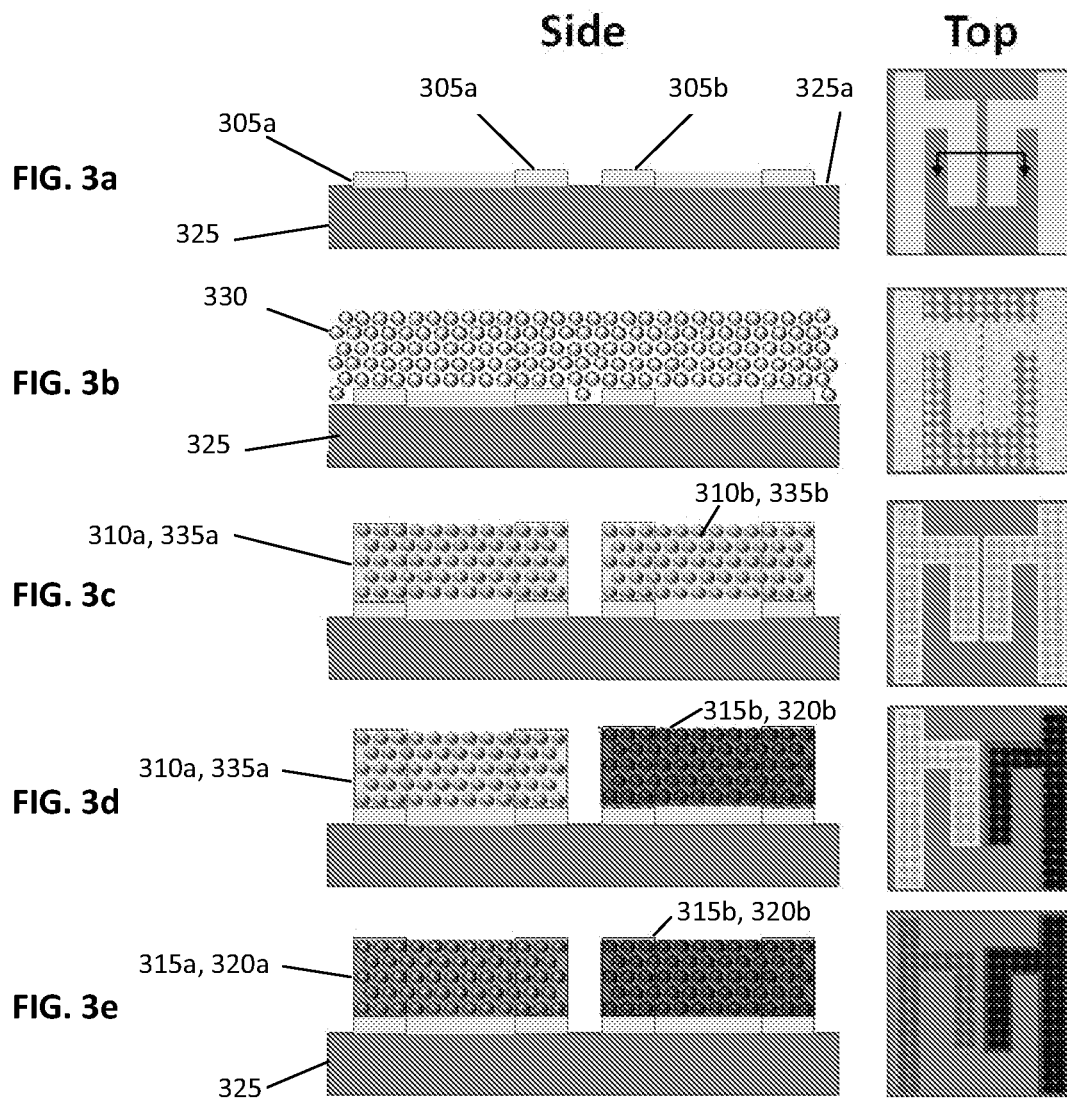 Side Top
305a 305b 325a
305a
FIG. 3a
325
330
FIG. 3b
325
310b, 335b
310a, 335a
FIG. 3c
315b, 320b
310a, 335a
FIG. 3d
315b, 320b
315a, 320a
FIG. 3e
325